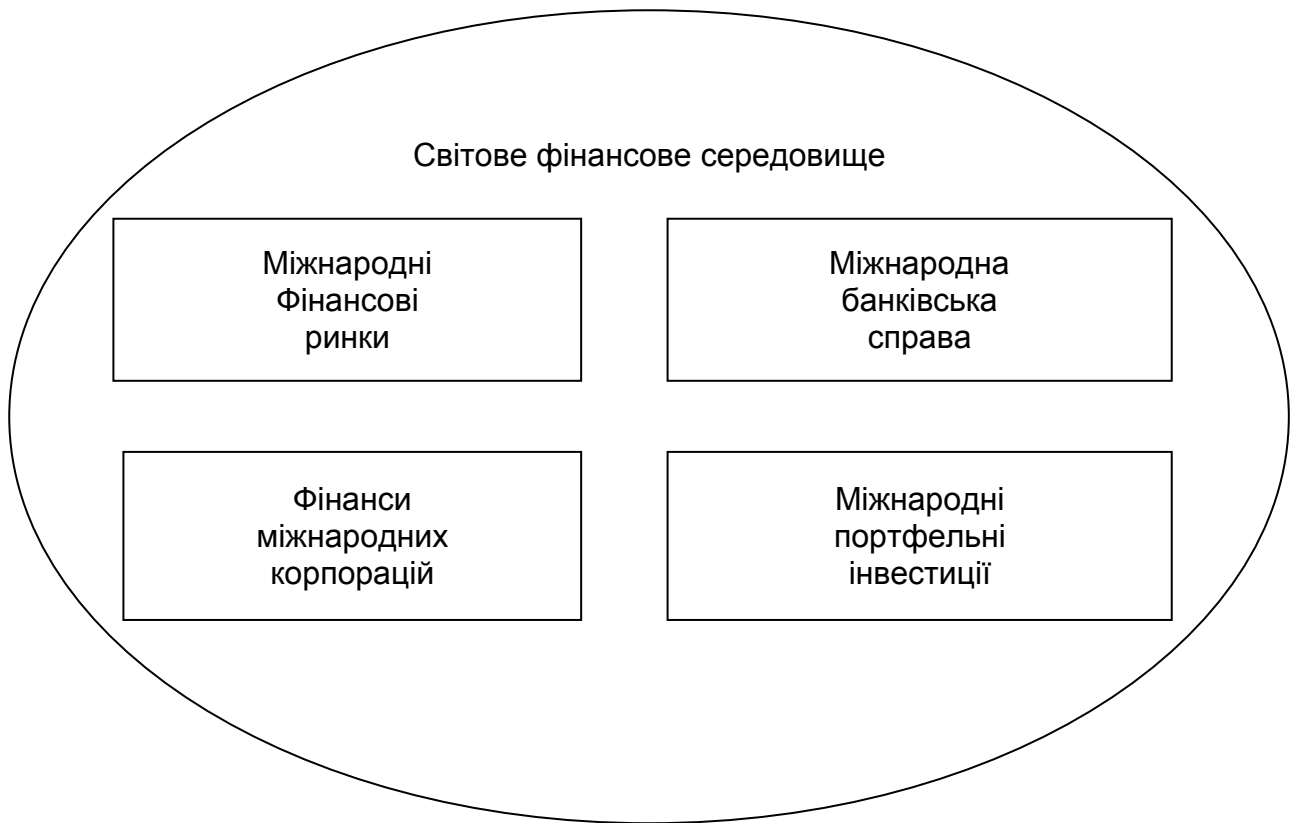 Світове фінансове середовище
Міжнародні
Фінансові
ринки
Міжнародна
банківська
справа
Фінанси
міжнародних
корпорацій
Міжнародні
портфельні
інвестиції